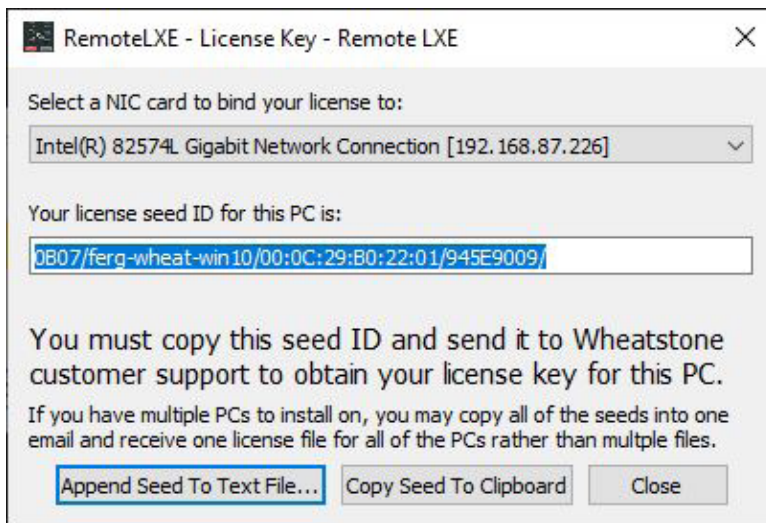 RemoteLXE - License Key - Remote LXE
Select a NIC card to bind your license to:
Intel(R) 82574L Gigabit Network Connection [192.168.87.226]
Your license seed ID for this PC is:
0B07/ferg-wheat-win10/00:0C:29:B0:22:01/945E9009/
You must copy this seed ID and send it to Wheatstone
customer support to obtain your license key for this PC.
If you have multiple PCs to install on, you may copy all of the seeds into one
email and receive one license file for all of the PCs rather than multple files.
Append Seed To Text File... Copy Seed To Clipboard Close